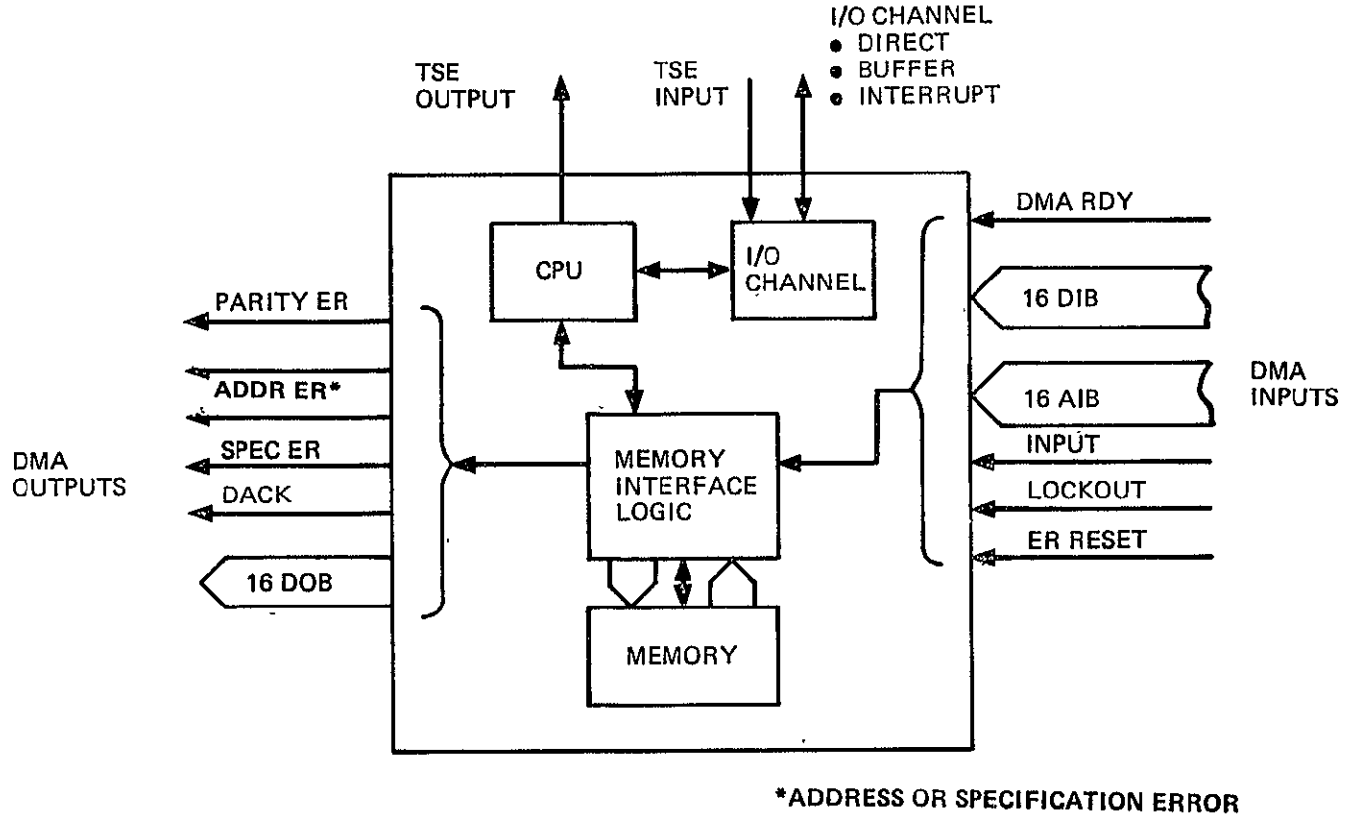 I/O CHANNEL
• DIRECT
• BUFFER
• INTERRUPT
TSE
OUTPUT
TSE
INPUT
CPU
I/O
CHANNEL
DMA RDY
16 DIB
16 AIB
DMA
INPUTS
INPUT
LOCKOUT
ER RESET
PARITY ER
ADDR ER*
SPEC ER
DACK
DMA
OUTPUTS
16 DOB
MEMORY
INTERFACE
LOGIC
MEMORY
*ADDRESS OR SPECIFICATION ERROR